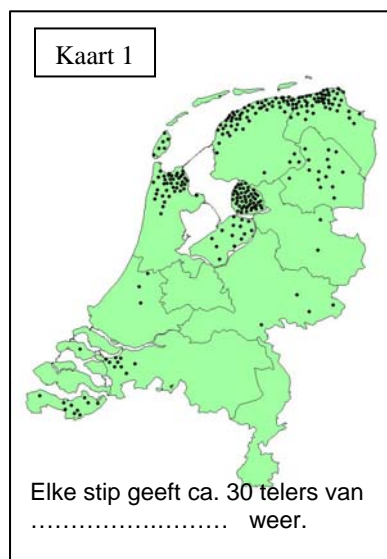 Kaart 1
Elke stip geeft ca. 30 telers van
…………….……… weer.